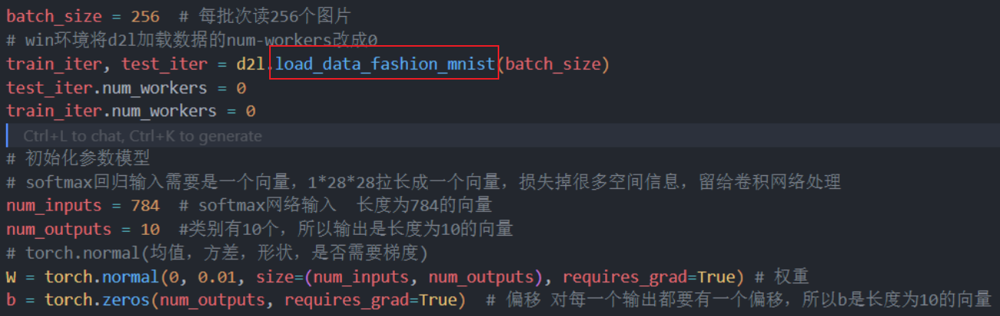 batch_size = 256  # 每批次读256个图片
# win环境将d2l加载数据的num-workers改成0
train_iter, test_iter = d2l.load_data_fashion_mnist(batch_size)
test_iter.num_workers = 0
train_iter.num_workers = 0
Ctrl+L to chat, Ctrl+K to generate
# 初始化参数模型
# softmax回归输入需要是一个向量，1*28*28拉长成一个向量，损失掉很多空间信息，留给卷积网络处理
num_inputs = 784  # softmax网络输入  长度为784的向量
num_outputs = 10  #类别有10个，所以输出是长度为10的向量
# torch.normal(均值，方差，形状，是否需要梯度)
W = torch.normal(0, 0.01, size=(num_inputs, num_outputs), requires_grad=True) # 权重
b = torch.zeros(num_outputs, requires_grad=True)  # 偏移 对每一个输出都要有一个偏移，所以b是长度为10的向量